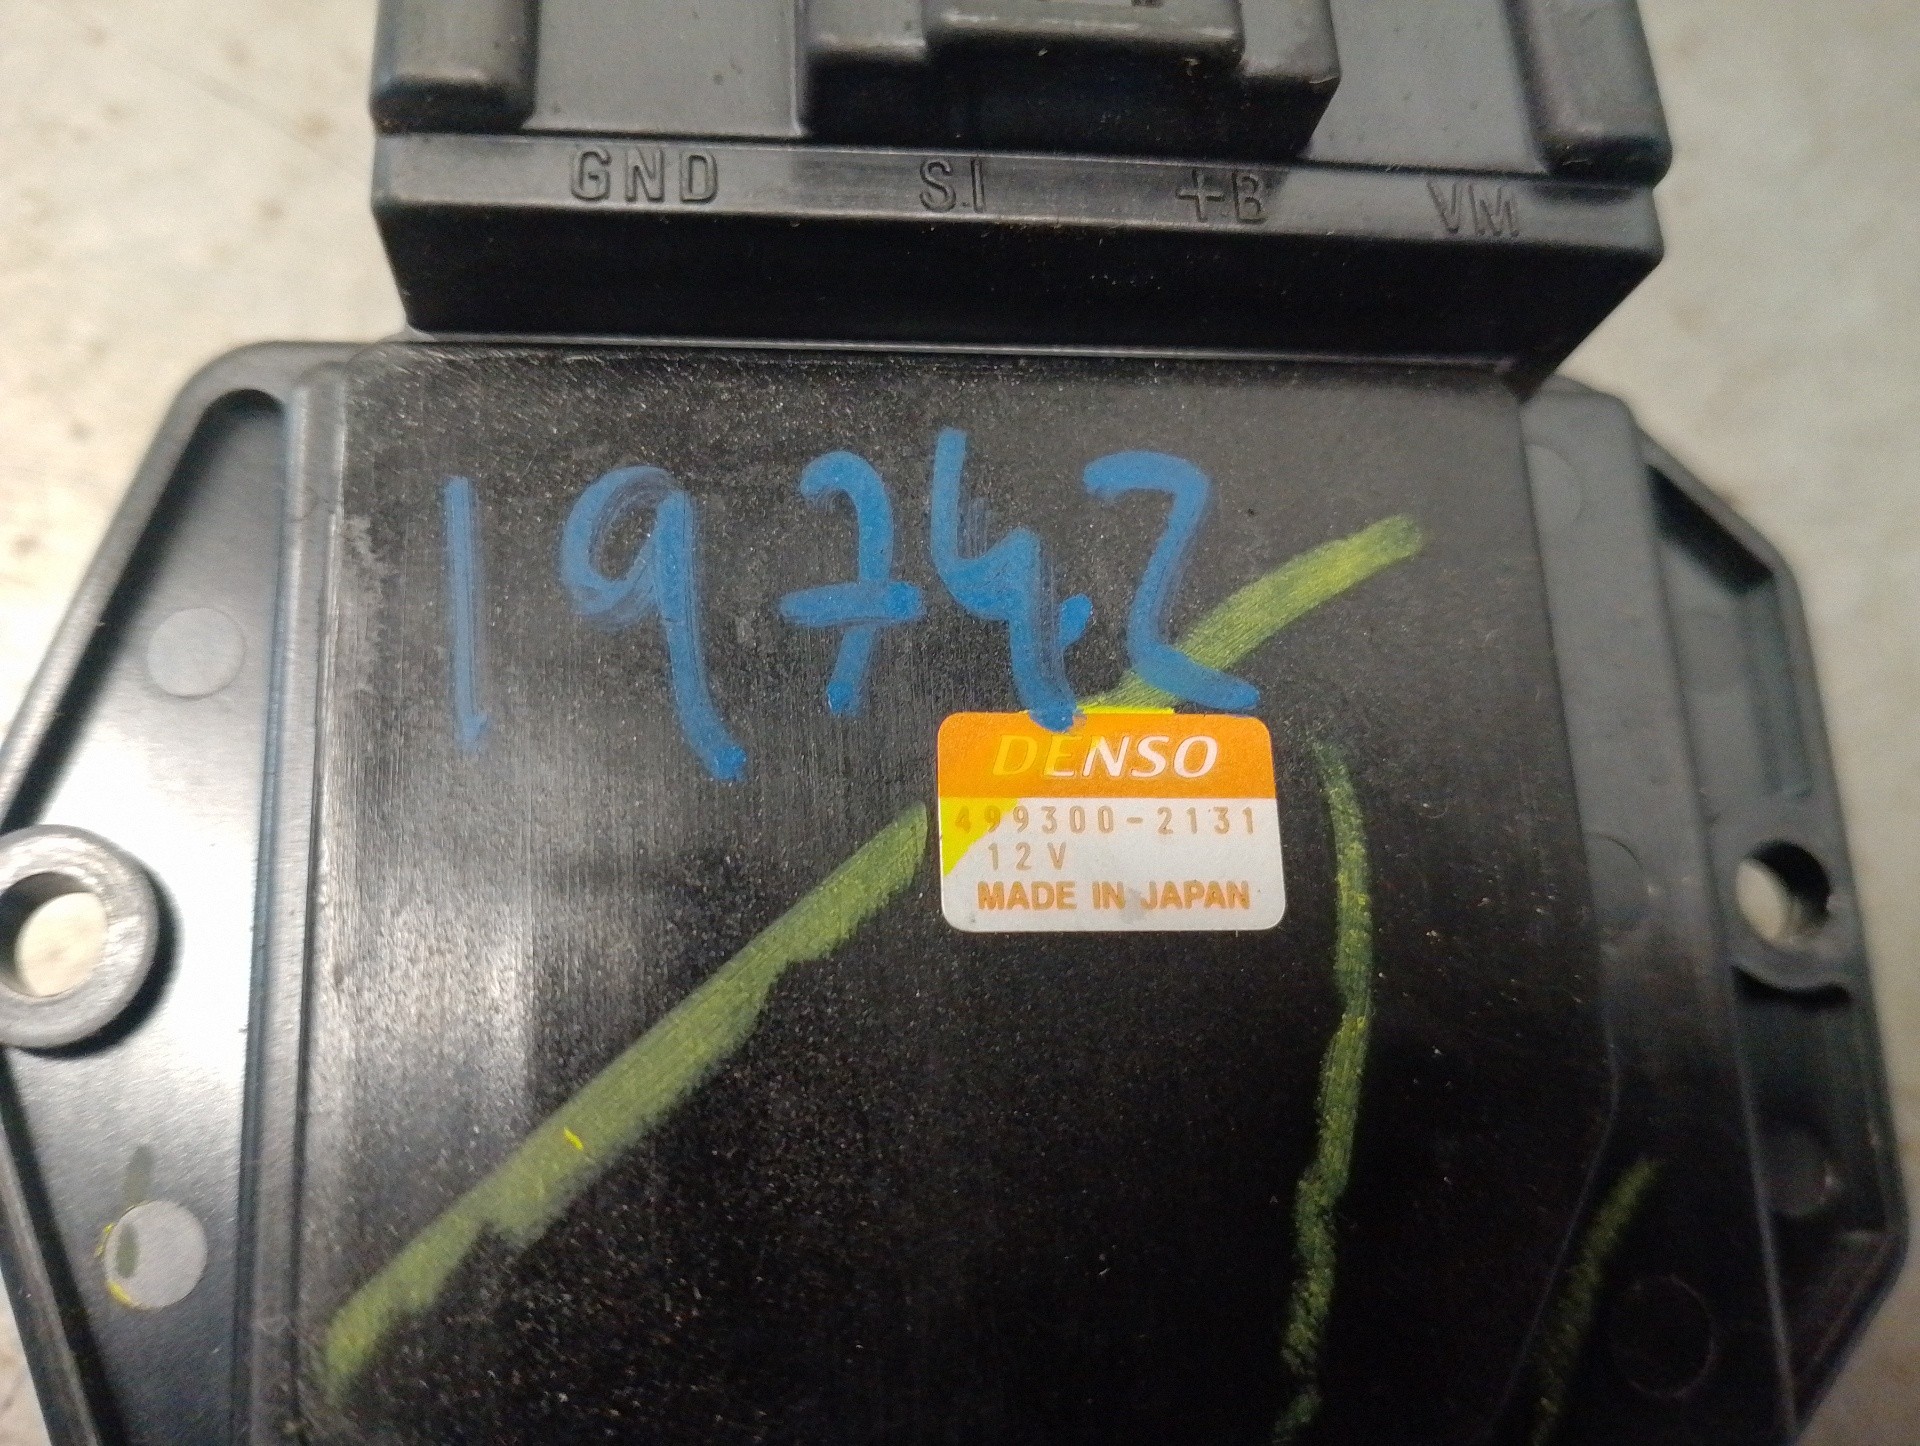 GND SI +B VM
19742
DENSO
499300-2131
12V
MADE IN JAPAN